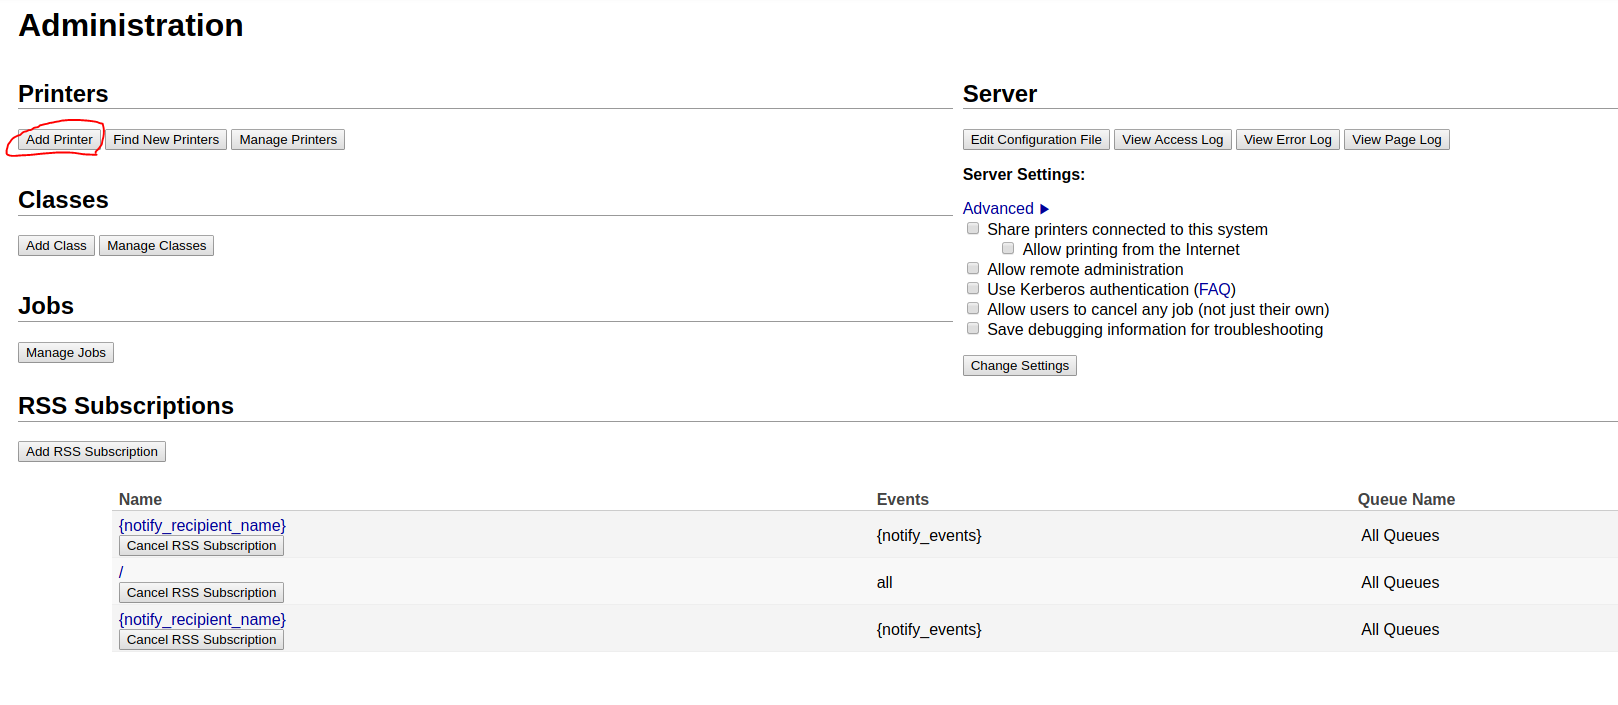 Administration
Printers
Add Printer Find New Printers Manage Printers
Classes
Add Class Manage Classes
Jobs
Manage Jobs
Server
Edit Configuration File View Access Log View Error Log View Page Log
Server Settings:
Advanced ▶
Share printers connected to this system
Allow printing from the Internet
Allow remote administration
Use Kerberos authentication (FAQ)
Allow users to cancel any job (not just their own)
Save debugging information for troubleshooting
Change Settings
RSS Subscriptions
Add RSS Subscription
Name Events Queue Name
{notify_recipient_name}
Cancel RSS Subscription {notify_events} All Queues
/
Cancel RSS Subscription all All Queues
{notify_recipient_name}
Cancel RSS Subscription {notify_events} All Queues